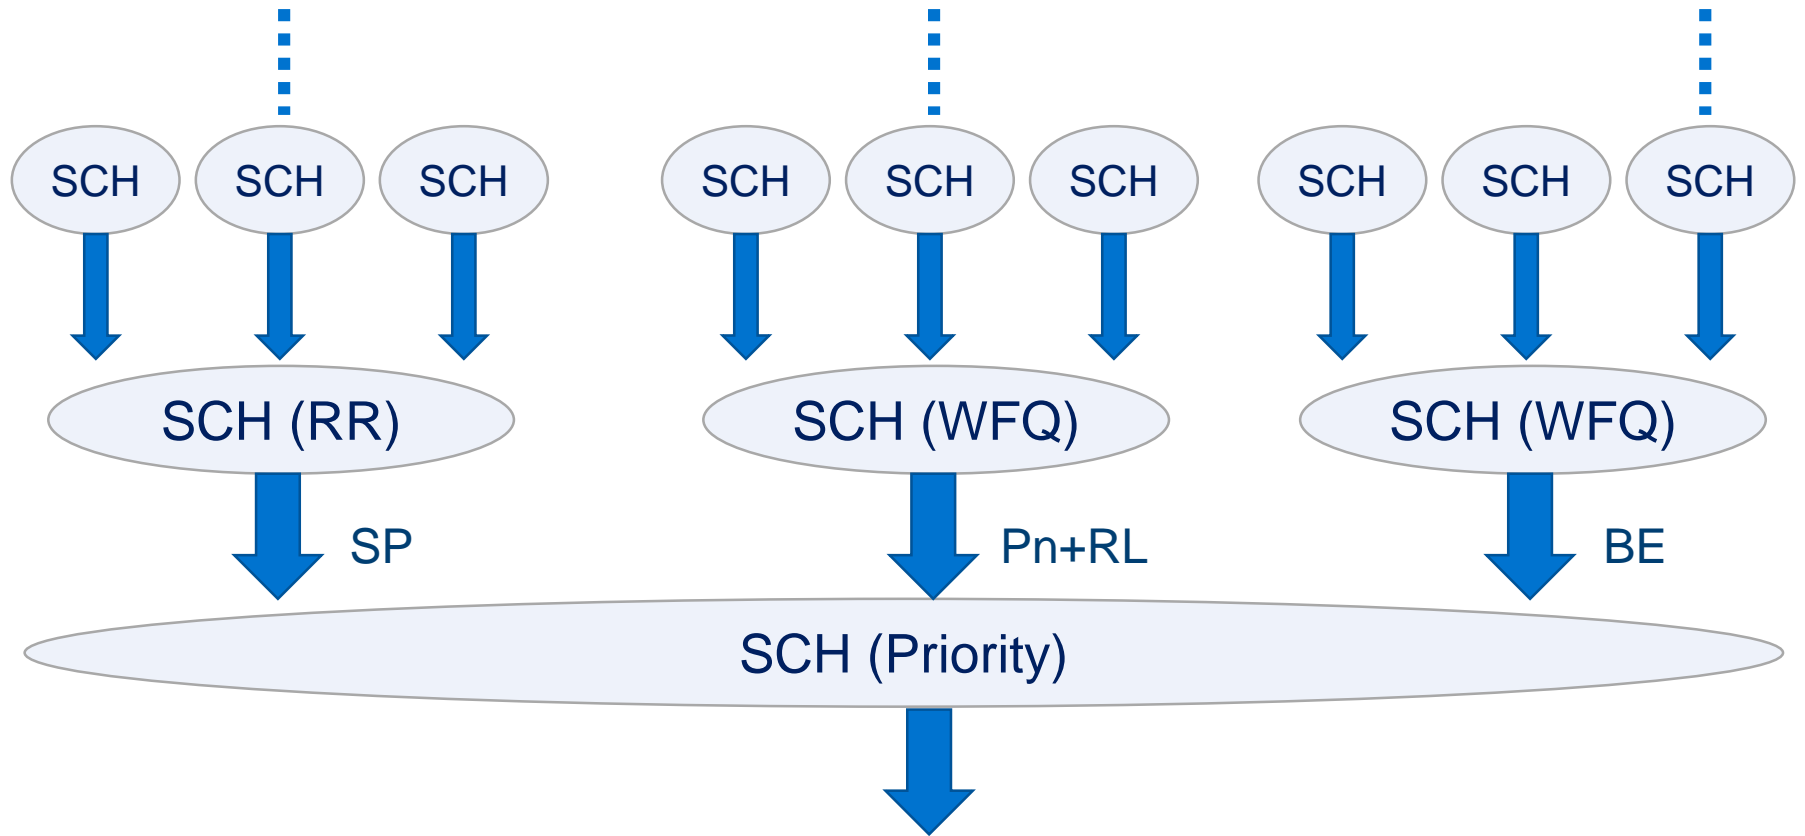 SCH
SCH
SCH
SCH
SCH
SCH
SCH
SCH
SCH
SCH (RR)
SCH (WFQ)
SCH (WFQ)
SP
Pn+RL
BE
SCH (Priority)